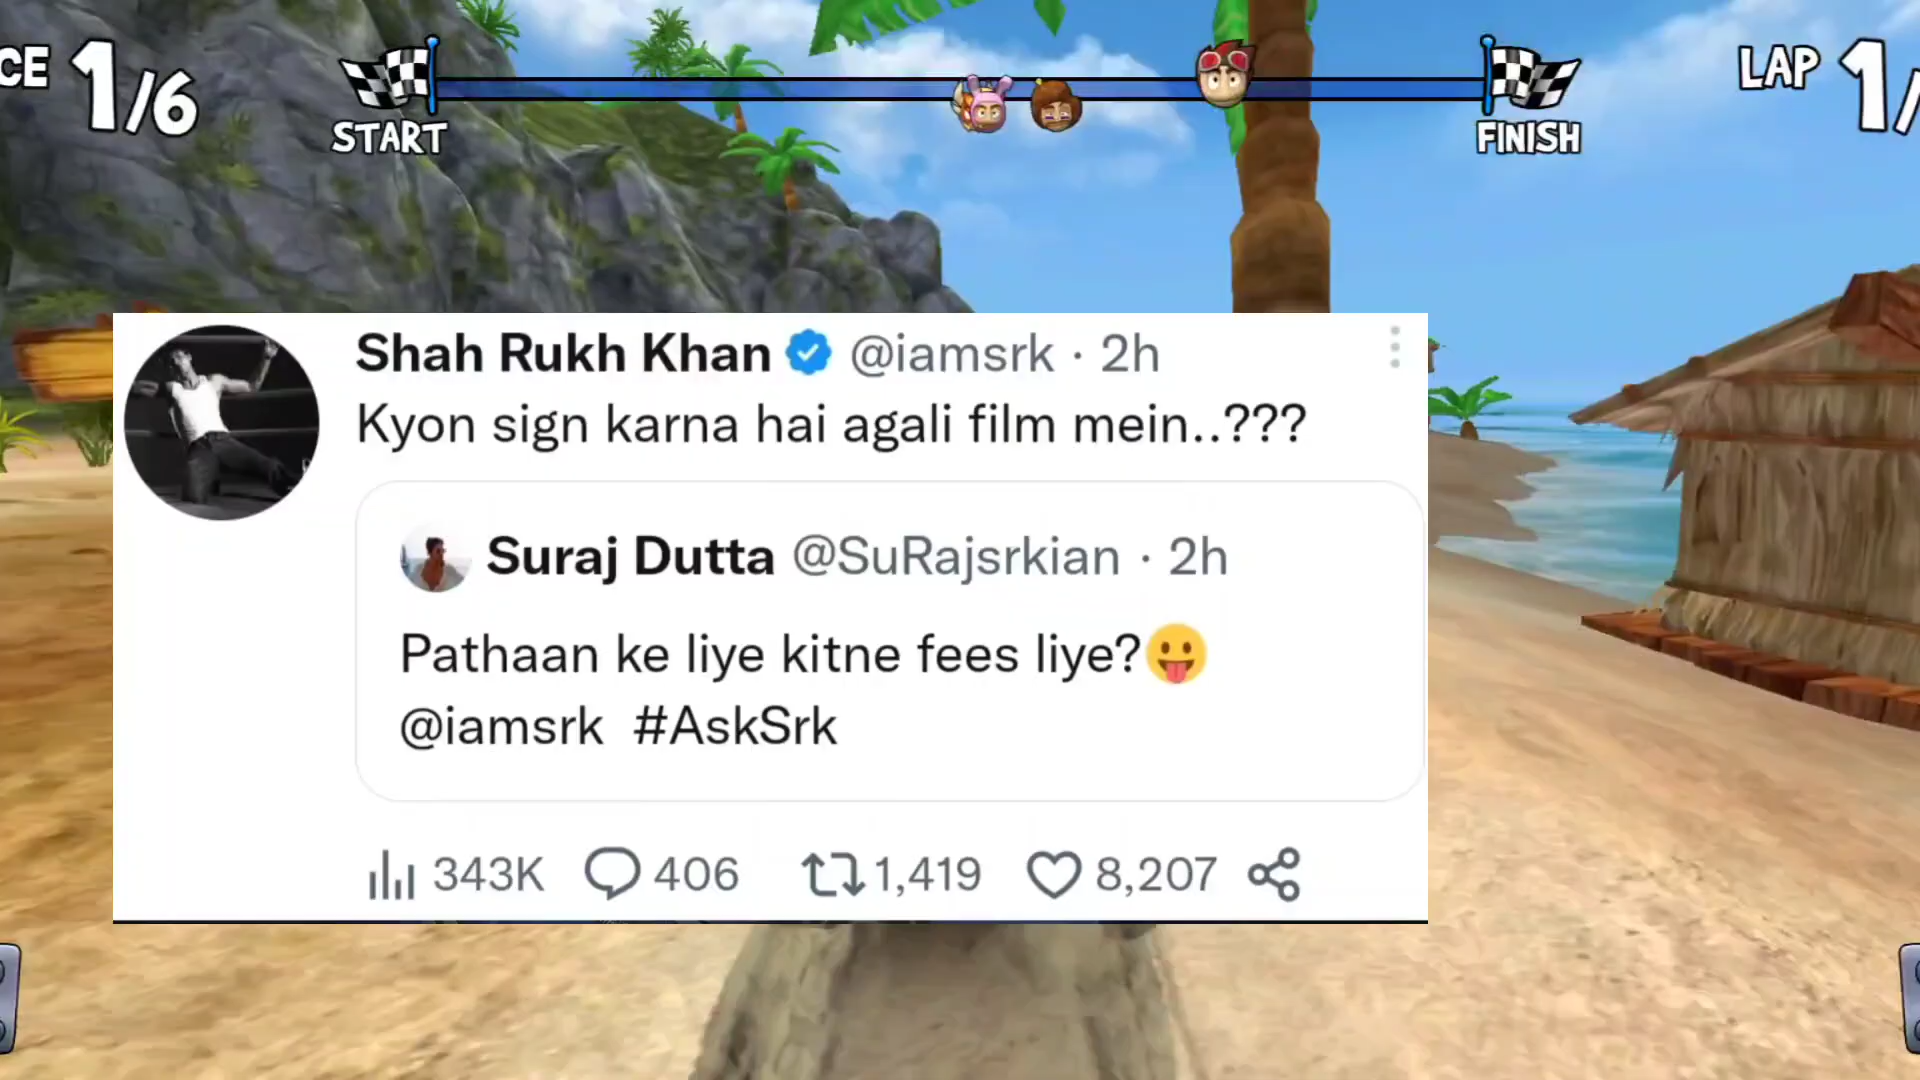 CE 1/6
START
FINISH
LAP 1/
Shah Rukh Khan @iamsrk · 2h
Kyon sign karna hai agali film mein..???
Suraj Dutta @SuRajsrkian · 2h
Pathaan ke liye kitne fees liye?😛
@iamsrk #AskSrk
343K 406 1,419 8,207